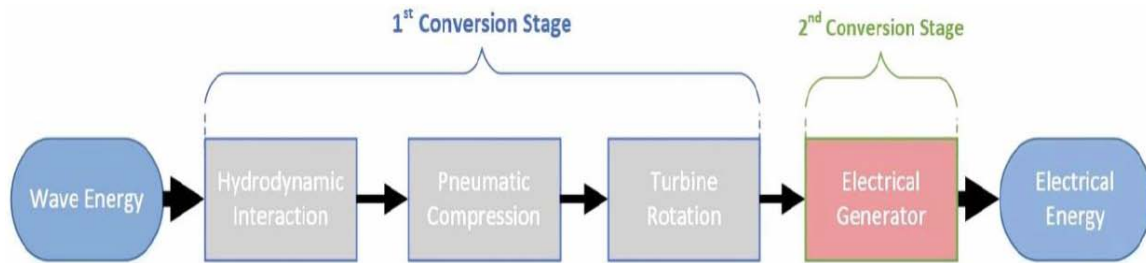 1st Conversion Stage
2nd Conversion Stage
Wave Energy
Hydrodynamic
Interaction
Pneumatic
Compression
Turbine
Rotation
Electrical
Generator
Electrical
Energy